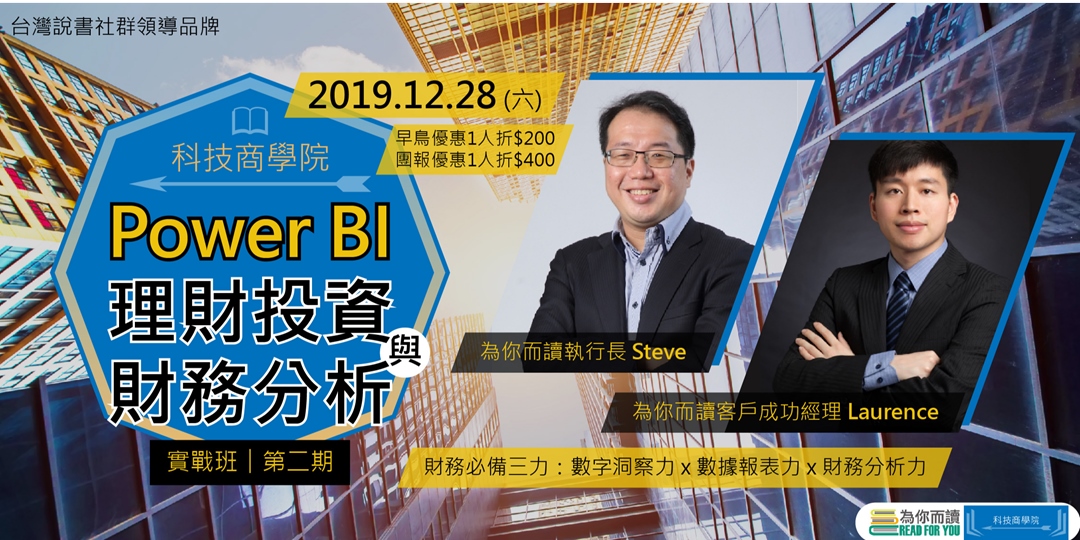 台灣說書社群領導品牌
2019.12.28 (六)
早鳥優惠1人折$200
團報優惠1人折$400
科技商學院
Power BI
理財投資
與
財務分析
實戰班｜第二期
為你而讀執行長 Steve
為你而讀客戶成功經理 Laurence
財務必備三力：數字洞察力 x 數據報表力 x 財務分析力
為你而讀
READ FOR YOU
科技商學院